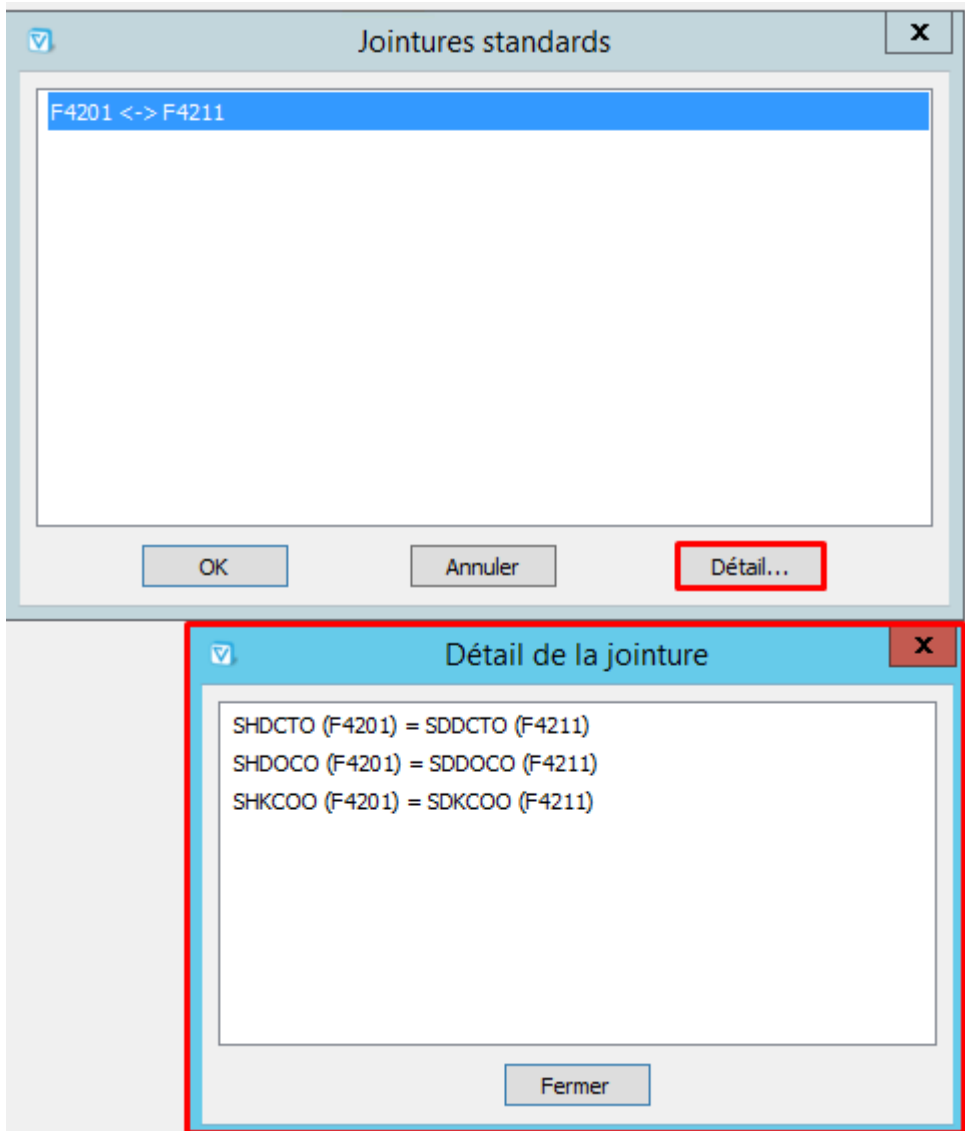 Jointures standards
x
F4201 <-> F4211
OK
Annuler
Détail...
Détail de la jointure
x
SHDCTO (F4201) = SDDCTO (F4211)
SHDOCO (F4201) = SDDOCO (F4211)
SHKCOO (F4201) = SDKCOO (F4211)
Fermer